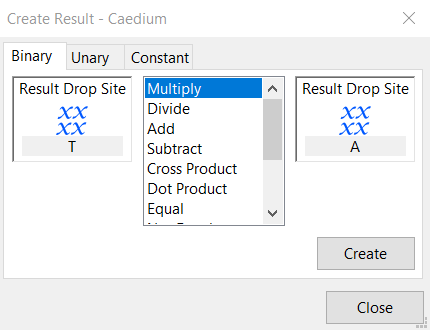 Create Result - Caedium
Binary Unary Constant
Result Drop Site
xx
xx
T
Multiply
Divide
Add
Subtract
Cross Product
Dot Product
Equal
Result Drop Site
xx
xx
A
Create
Close